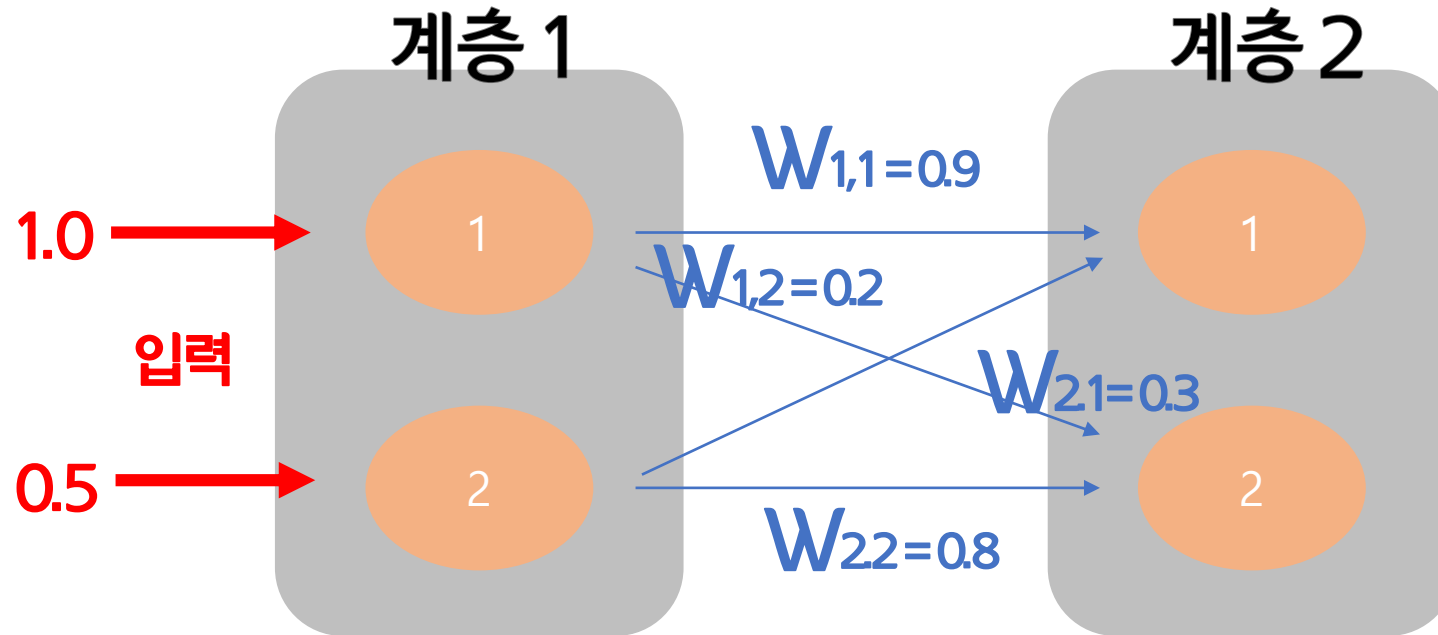 계층 1
계층 2
W1,1 = 0.9
1.0
1
1
W1,2 = 0.2
입력
W2.1 = 0.3
0.5
2
2
W2.2 = 0.8